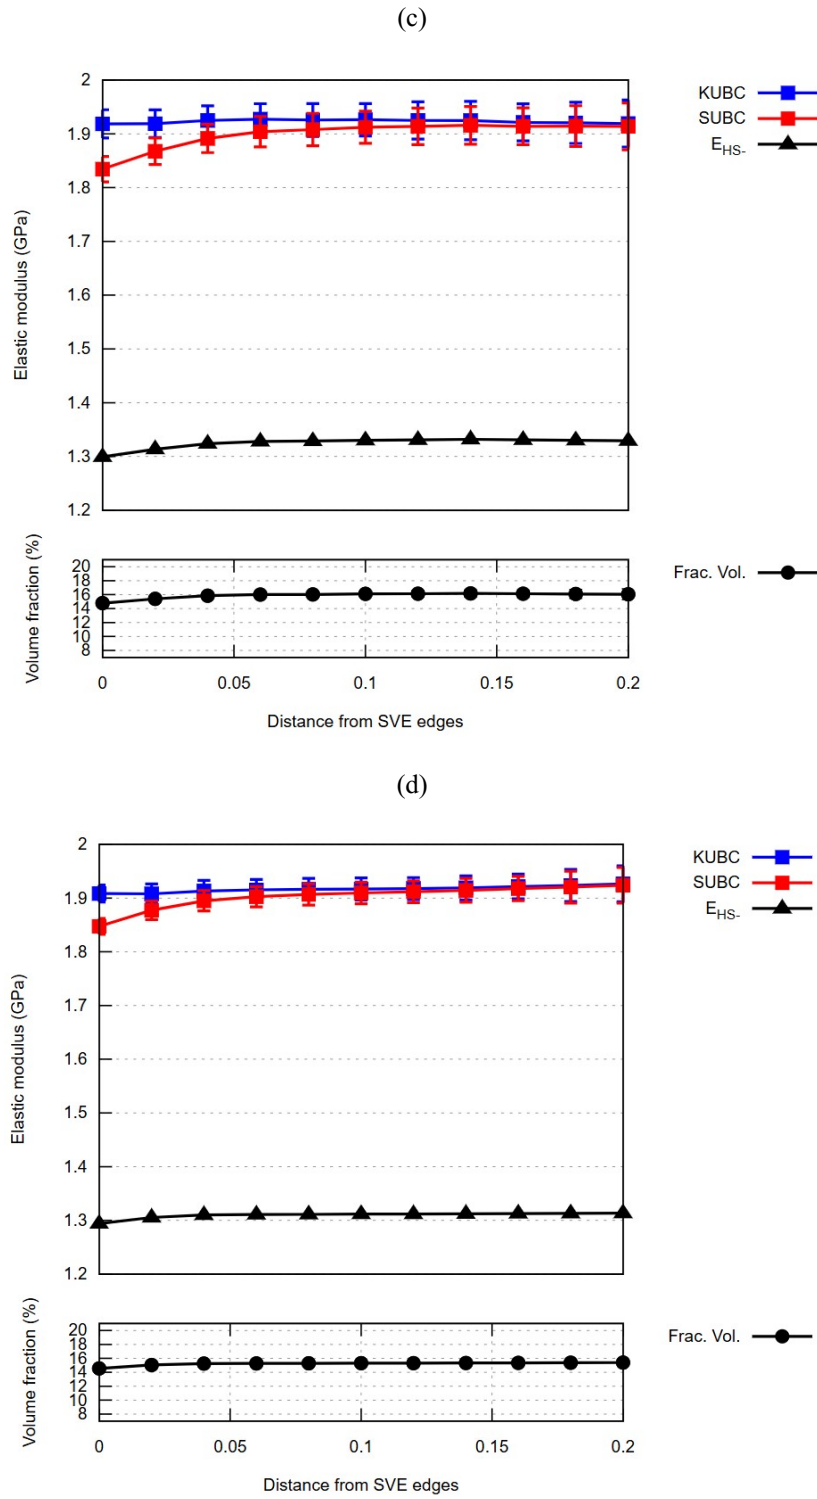 (c)
2
1.9
1.8
1.7
1.6
1.5
1.4
1.3
1.2
Elastic modulus (GPa)
KUBC
SUBC
E_HS-
20
18
16
14
12
10
8
Volume fraction (%)
Frac. Vol.
0 0.05 0.1 0.15 0.2
Distance from SVE edges
(d)
2
1.9
1.8
1.7
1.6
1.5
1.4
1.3
1.2
Elastic modulus (GPa)
KUBC
SUBC
E_HS-
20
18
16
14
12
10
8
Volume fraction (%)
Frac. Vol.
0 0.05 0.1 0.15 0.2
Distance from SVE edges